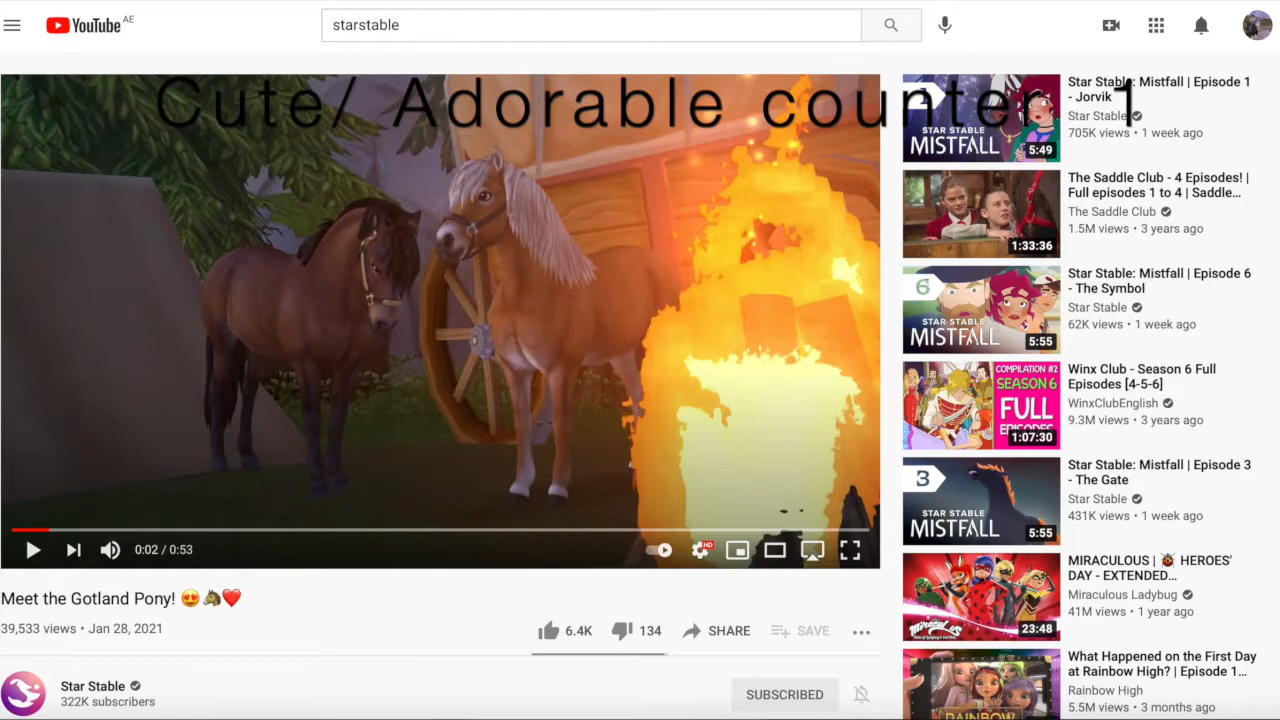 YouTube AE
starstable
Cute/ Adorable counter 1
0:02 / 0:53
HD
Meet the Gotland Pony! 😍🐴❤️
39,533 views • Jan 28, 2021
6.4K
134
SHARE
SAVE
Star Stable
322K subscribers
SUBSCRIBED
STAR STABLE
MISTFALL
5:49
Star Stable: Mistfall | Episode 1
- Jorvik
Star Stable
705K views • 1 week ago
1:33:36
The Saddle Club - 4 Episodes! |
Full episodes 1 to 4 | Saddle…
The Saddle Club
1.5M views • 3 years ago
6
STAR STABLE
MISTFALL
5:55
Star Stable: Mistfall | Episode 6
- The Symbol
Star Stable
62K views • 1 week ago
COMPILATION #2
SEASON 6
FULL
EPISODES
1:07:30
Winx Club - Season 6 Full
Episodes [4-5-6]
WinxClubEnglish
9.3M views • 3 years ago
3
STAR STABLE
MISTFALL
5:55
Star Stable: Mistfall | Episode 3
- The Gate
Star Stable
431K views • 1 week ago
Miraculous
23:48
MIRACULOUS | 🐞 HEROES'
DAY - EXTENDED…
Miraculous Ladybug
41M views • 1 year ago
RAINBOW
What Happened on the First Day
at Rainbow High? | Episode 1…
Rainbow High
5.5M views • 3 months ago